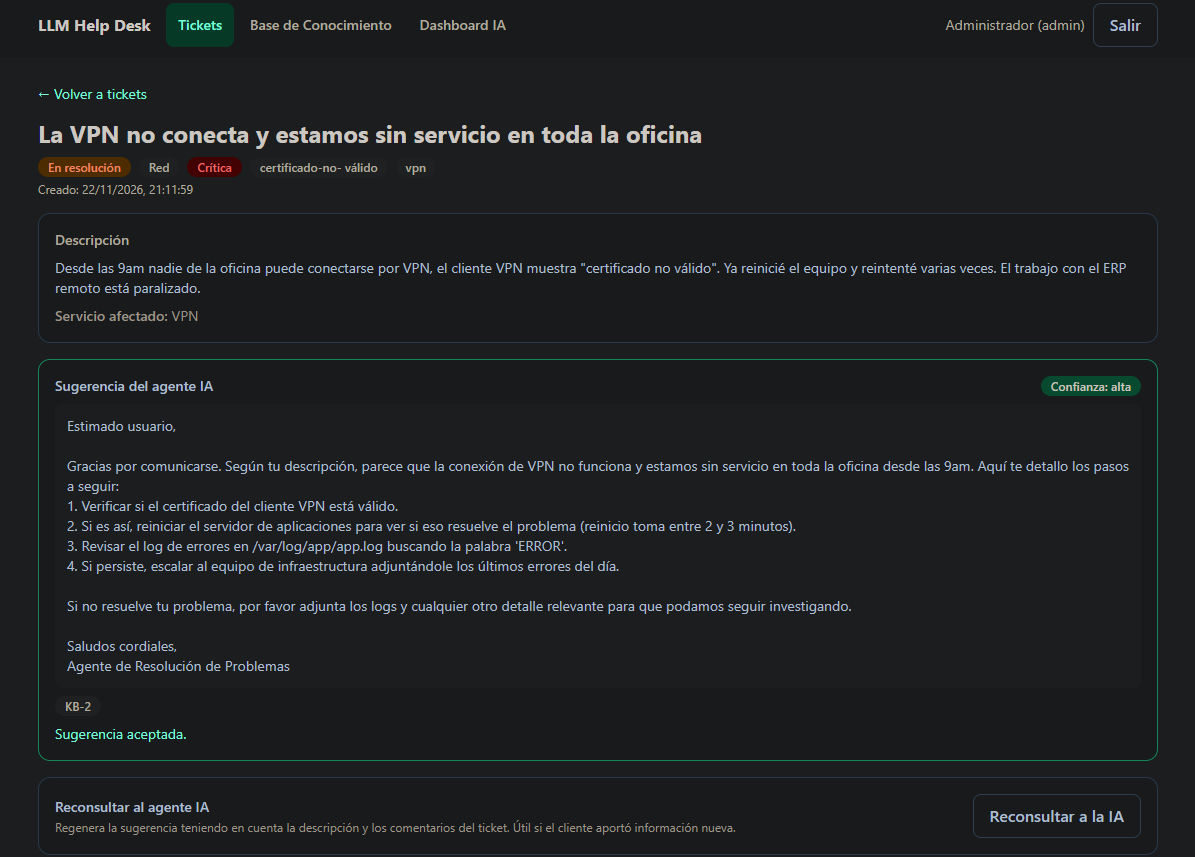 LLM Help Desk Tickets Base de Conocimiento Dashboard IA Administrador (admin) Salir
← Volver a tickets
La VPN no conecta y estamos sin servicio en toda la oficina
En resolución Red Crítica certificado-no- válido vpn
Creado: 22/11/2026, 21:11:59
Descripción
Desde las 9am nadie de la oficina puede conectarse por VPN, el cliente VPN muestra "certificado no válido". Ya reinicié el equipo y reintenté varias veces. El trabajo con el ERP
remoto está paralizado.
Servicio afectado: VPN
Sugerencia del agente IA Confianza: alta
Estimado usuario,
Gracias por comunicarse. Según tu descripción, parece que la conexión de VPN no funciona y estamos sin servicio en toda la oficina desde las 9am. Aquí te detallo los pasos
a seguir:
1. Verificar si el certificado del cliente VPN está válido.
2. Si es así, reiniciar el servidor de aplicaciones para ver si eso resuelve el problema (reinicio toma entre 2 y 3 minutos).
3. Revisar el log de errores en /var/log/app/app.log buscando la palabra 'ERROR'.
4. Si persiste, escalar al equipo de infraestructura adjuntándole los últimos errores del día.
Si no resuelve tu problema, por favor adjunta los logs y cualquier otro detalle relevante para que podamos seguir investigando.
Saludos cordiales,
Agente de Resolución de Problemas
KB-2
Sugerencia aceptada.
Reconsultar al agente IA
Regenera la sugerencia teniendo en cuenta la descripción y los comentarios del ticket. Útil si el cliente aportó información nueva.
Reconsultar a la IA